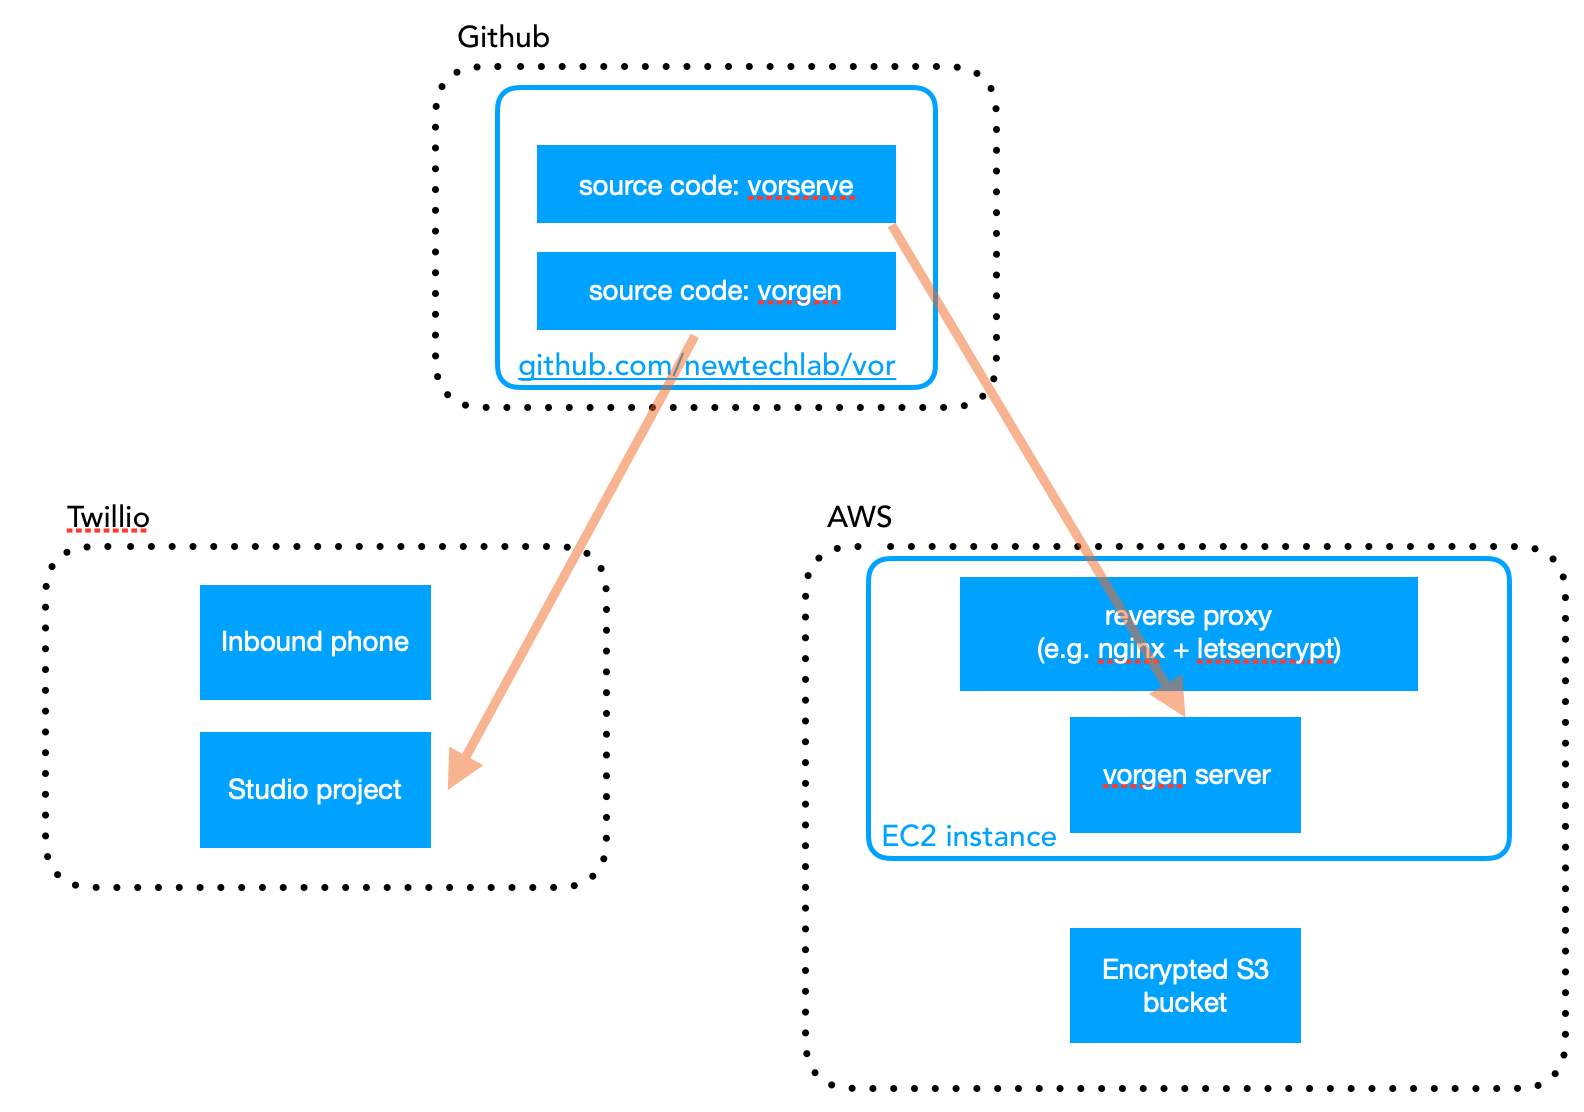 Github
source code: vorserve
source code: vorgen
github.com/newtechlab/vor
Twillio
Inbound phone
Studio project
AWS
reverse proxy
(e.g. nginx + letsencrypt)
vorgen server
EC2 instance
Encrypted S3
bucket